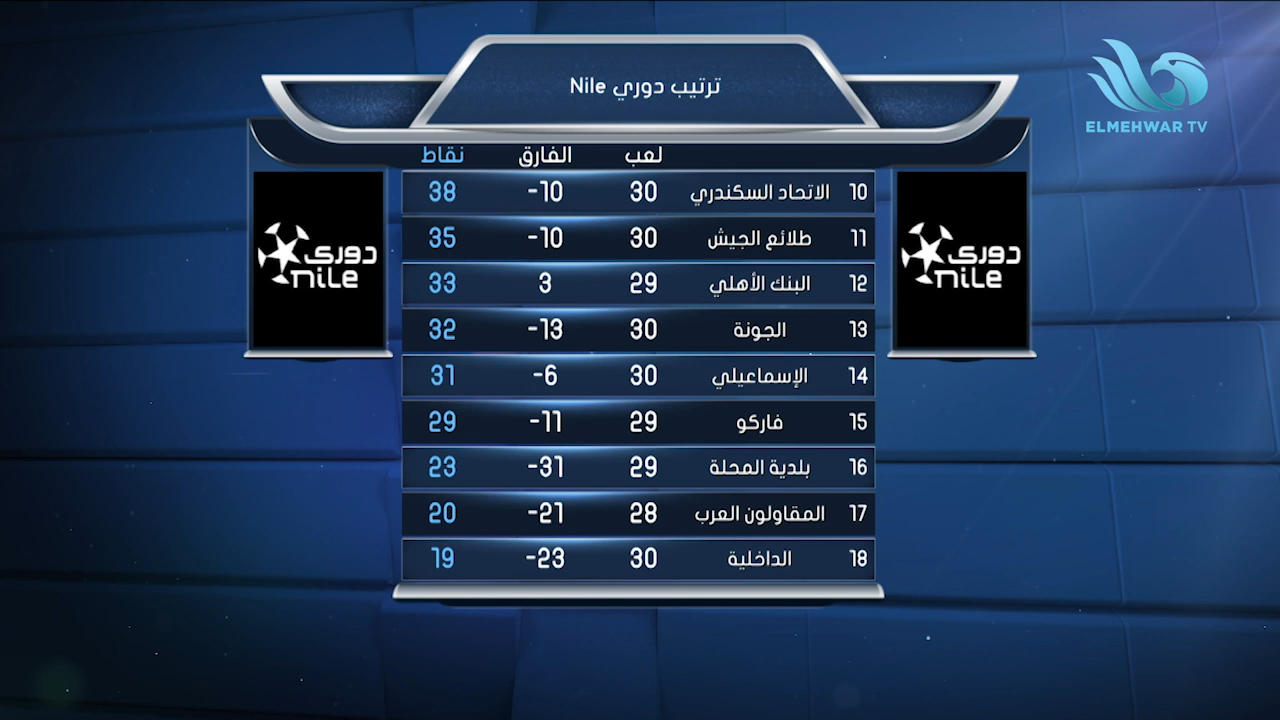 ترتيب دوري Nile
ELMEHWAR TV
لعب الفارق نقاط
10 الاتحاد السكندري 30 -10 38
11 طلائع الجيش 30 -10 35
12 البنك الأهلي 29 3 33
13 الجونة 30 -13 32
14 الإسماعيلي 30 -6 31
15 فاركو 29 -11 29
16 بلدية المحلة 29 -31 23
17 المقاولون العرب 28 -21 20
18 الداخلية 30 -23 19
دوري
nile
دوري
nile